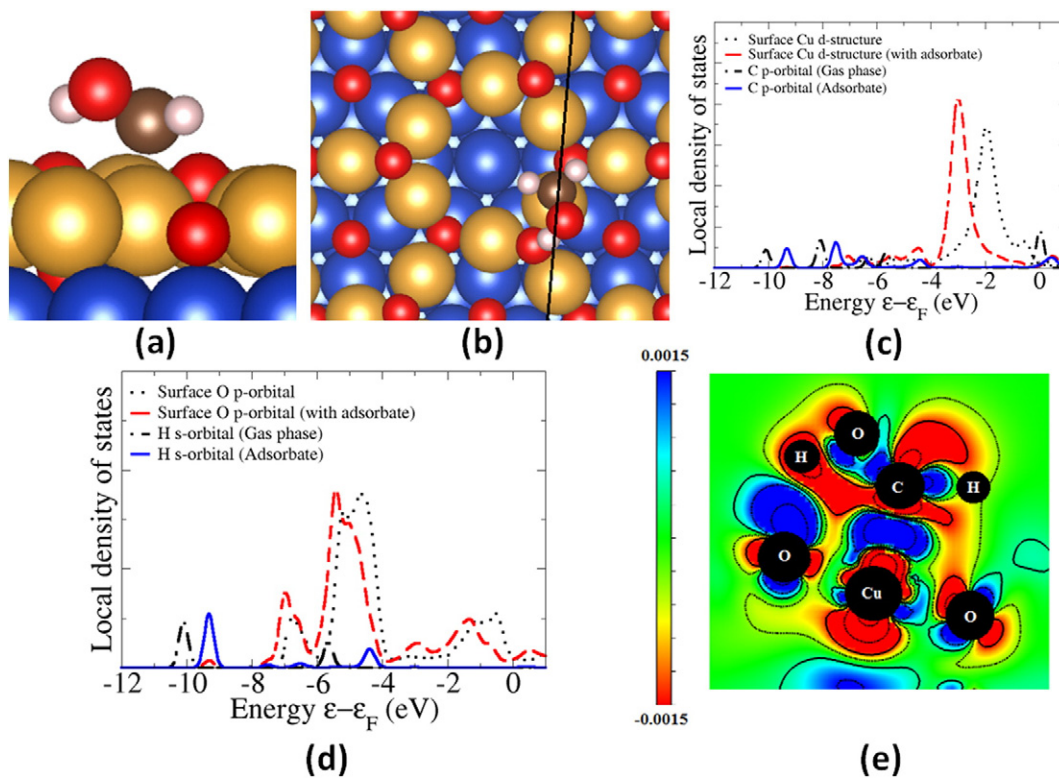 (a)
(b)
Local density of states
Surface Cu d-structure
Surface Cu d-structure (with adsorbate)
C p-orbital (Gas phase)
C p-orbital (Adsorbate)
-12 -10 -8 -6 -4 -2 0
Energy ε-εF (eV)
(c)
Local density of states
Surface O p-orbital
Surface O p-orbital (with adsorbate)
H s-orbital (Gas phase)
H s-orbital (Adsorbate)
-12 -10 -8 -6 -4 -2 0
Energy ε-εF (eV)
(d)
0.0015
-0.0015
O
H
C
H
O
Cu
O
(e)